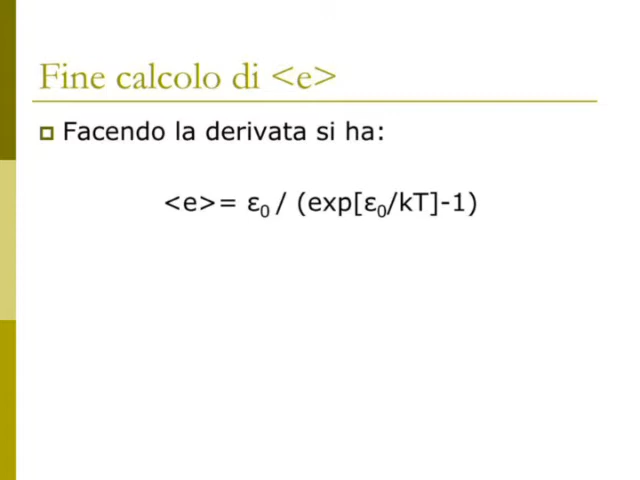 Fine calcolo di <e>
Facendo la derivata si ha:
<e>= ε₀ / (exp[ε₀/kT]-1)